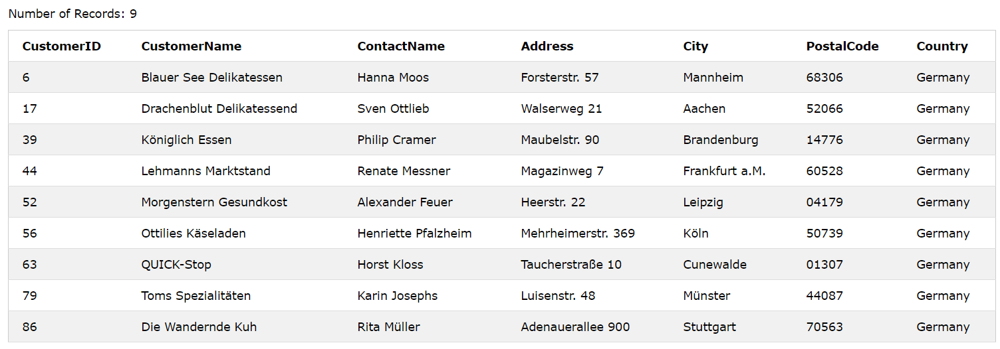 Number of Records: 9
CustomerID CustomerName ContactName Address City PostalCode Country
6 Blauer See Delikatessen Hanna Moos Forsterstr. 57 Mannheim 68306 Germany
17 Drachenblut Delikatessend Sven Ottlieb Walserweg 21 Aachen 52066 Germany
39 Königlich Essen Philip Cramer Maubelstr. 90 Brandenburg 14776 Germany
44 Lehmanns Marktstand Renate Messner Magazinweg 7 Frankfurt a.M. 60528 Germany
52 Morgenstern Gesundkost Alexander Feuer Heerstr. 22 Leipzig 04179 Germany
56 Ottilies Käseladen Henriette Pfalzheim Mehrheimerstr. 369 Köln 50739 Germany
63 QUICK-Stop Horst Kloss Taucherstraße 10 Cunewalde 01307 Germany
79 Toms Spezialitäten Karin Josephs Luisenstr. 48 Münster 44087 Germany
86 Die Wandernde Kuh Rita Müller Adenauerallee 900 Stuttgart 70563 Germany